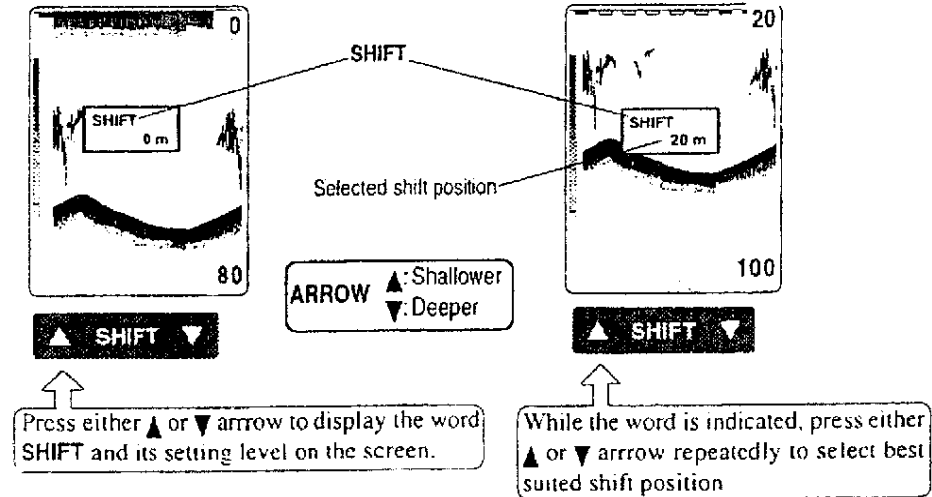 0
SHIFT
SHIFT
0 m
80
▲ SHIFT ▼
Press either ▲ or ▼ arrrow to display the word
SHIFT and its setting level on the screen.
Selected shift position
ARROW ▲: Shallower
▼: Deeper
20
SHIFT
20 m
100
▲ SHIFT ▼
While the word is indicated, press either
▲ or ▼ arrrow repeatedly to select best
suited shift position